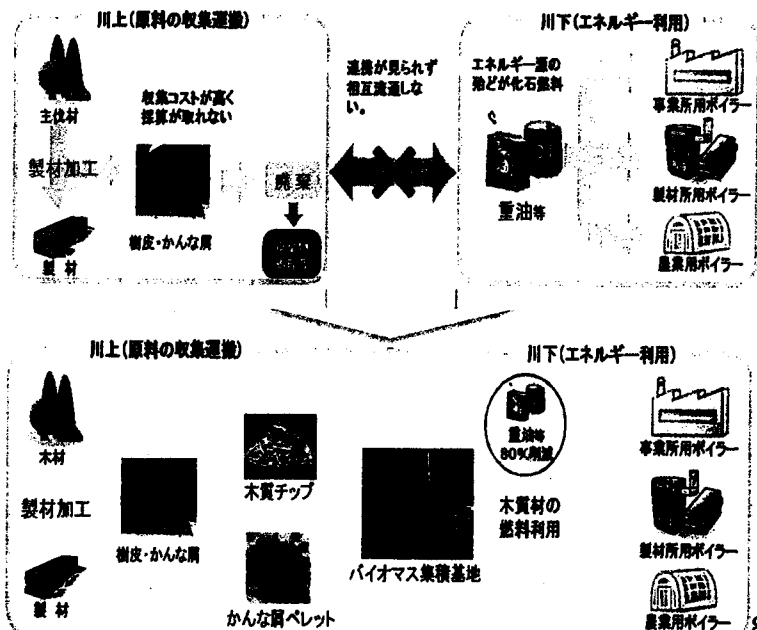 川上(原料の収集運搬)
主伐材
製材加工
製材
収集コストが高く
採算が取れない
樹皮・かんな屑
廃棄
連携が見られず
相互流通しな
い。
川下(エネルギー利用)
エネルギー源の
殆どが化石燃料
重油等
事業所用ボイラー
製材所用ボイラー
農業用ボイラー
川上(原料の収集運搬)
木材
製材加工
製材
樹皮・かんな屑
木質チップ
かんな屑ペレット
バイオマス集積基地
川下(エネルギー利用)
重油等
80%削減
木質材の
燃料利用
事業所用ボイラー
製材所用ボイラー
農業用ボイラー